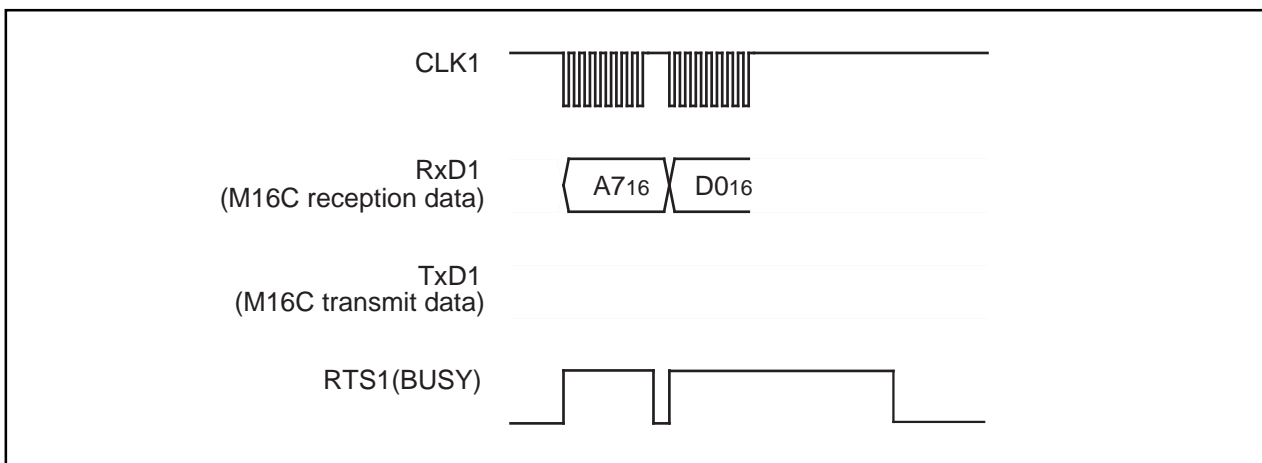 CLK1
RxD1
(M16C reception data)
A716
D016
TxD1
(M16C transmit data)
RTS1(BUSY)